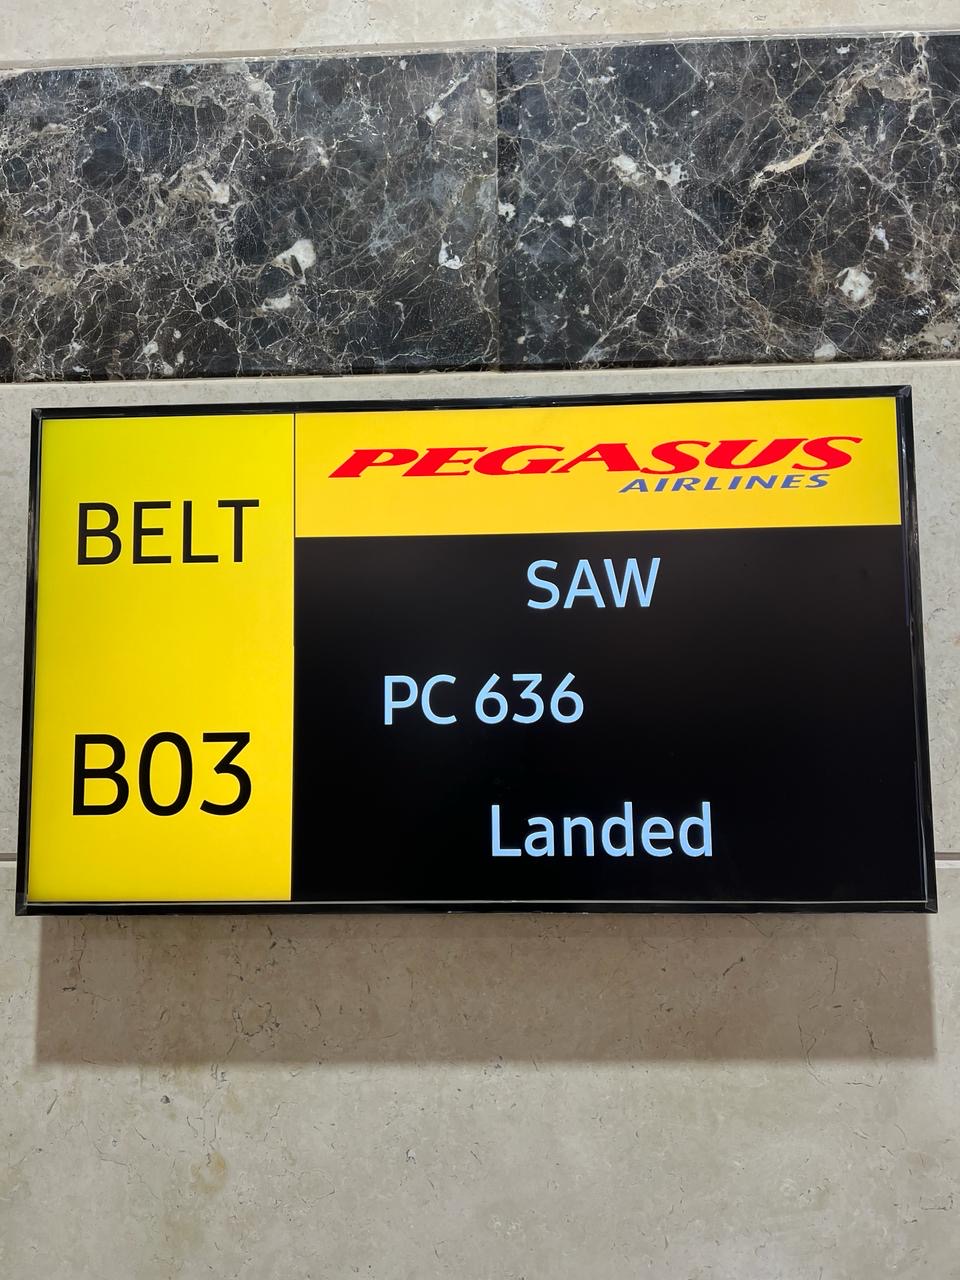 BELT
B03
PEGASUS
AIRLINES
SAW
PC 636
Landed